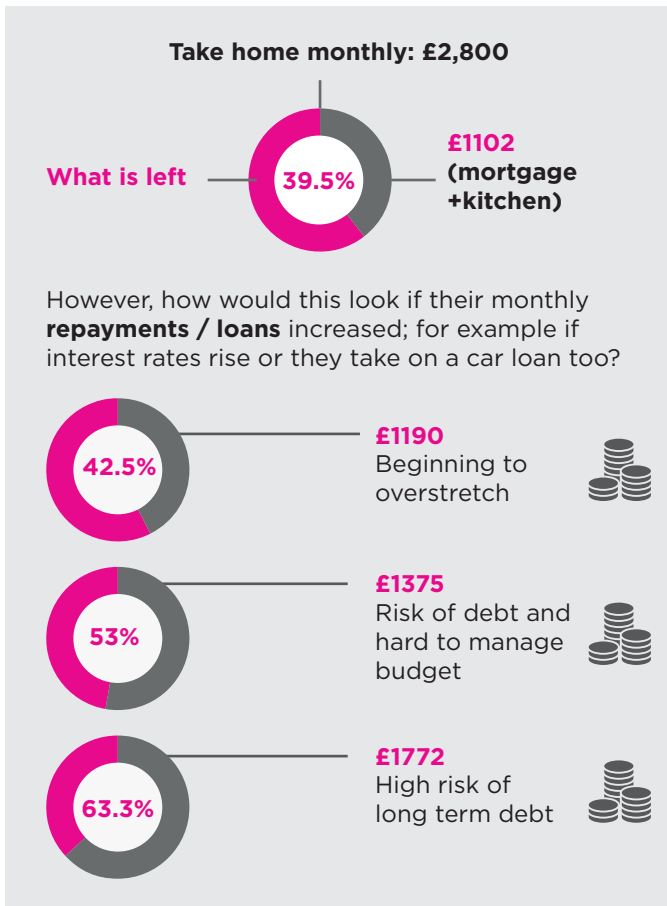 Take home monthly: £2,800
What is left
39.5%
£1102
(mortgage
+kitchen)
However, how would this look if their monthly
repayments / loans increased; for example if
interest rates rise or they take on a car loan too?
42.5%
£1190
Beginning to
overstretch
53%
£1375
Risk of debt and
hard to manage
budget
63.3%
£1772
High risk of
long term debt